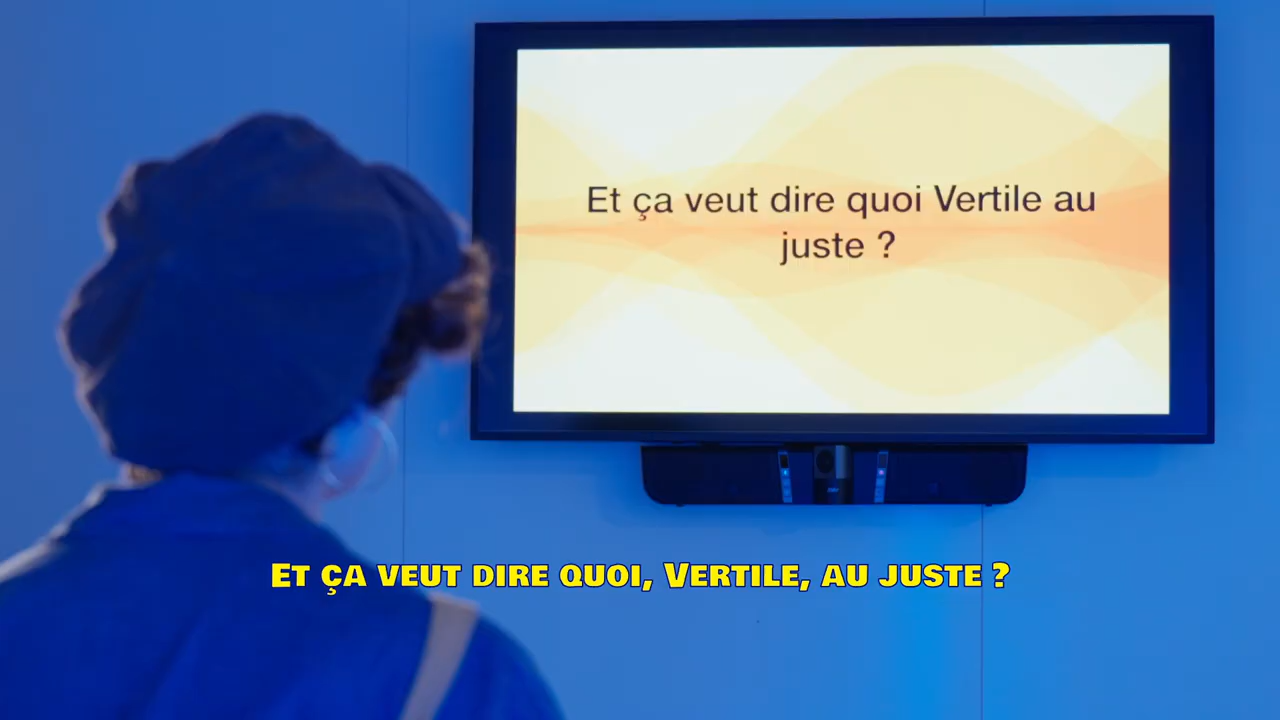 Et ça veut dire quoi Vertile au
juste ?
Et ça veut dire quoi, Vertile, au juste ?